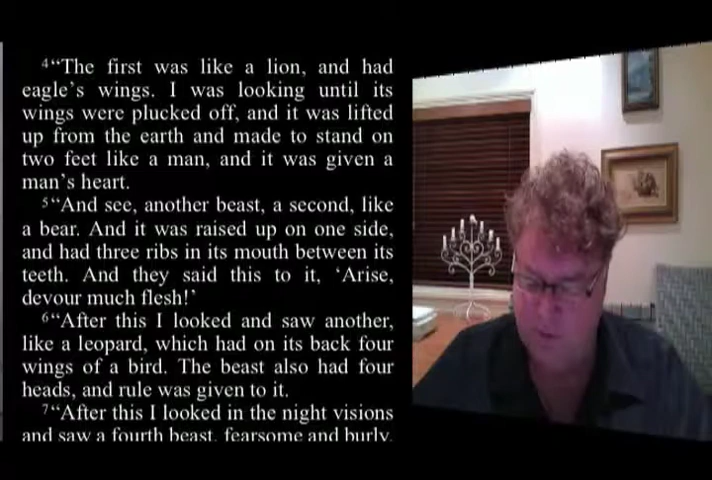 ⁴“The first was like a lion, and had
eagle’s wings. I was looking until its
wings were plucked off, and it was lifted
up from the earth and made to stand on
two feet like a man, and it was given a
man’s heart.
⁵“And see, another beast, a second, like
a bear. And it was raised up on one side,
and had three ribs in its mouth between its
teeth. And they said this to it, ‘Arise,
devour much flesh!’
⁶“After this I looked and saw another,
like a leopard, which had on its back four
wings of a bird. The beast also had four
heads, and rule was given to it.
⁷“After this I looked in the night visions
and saw a fourth beast, fearsome and burly,